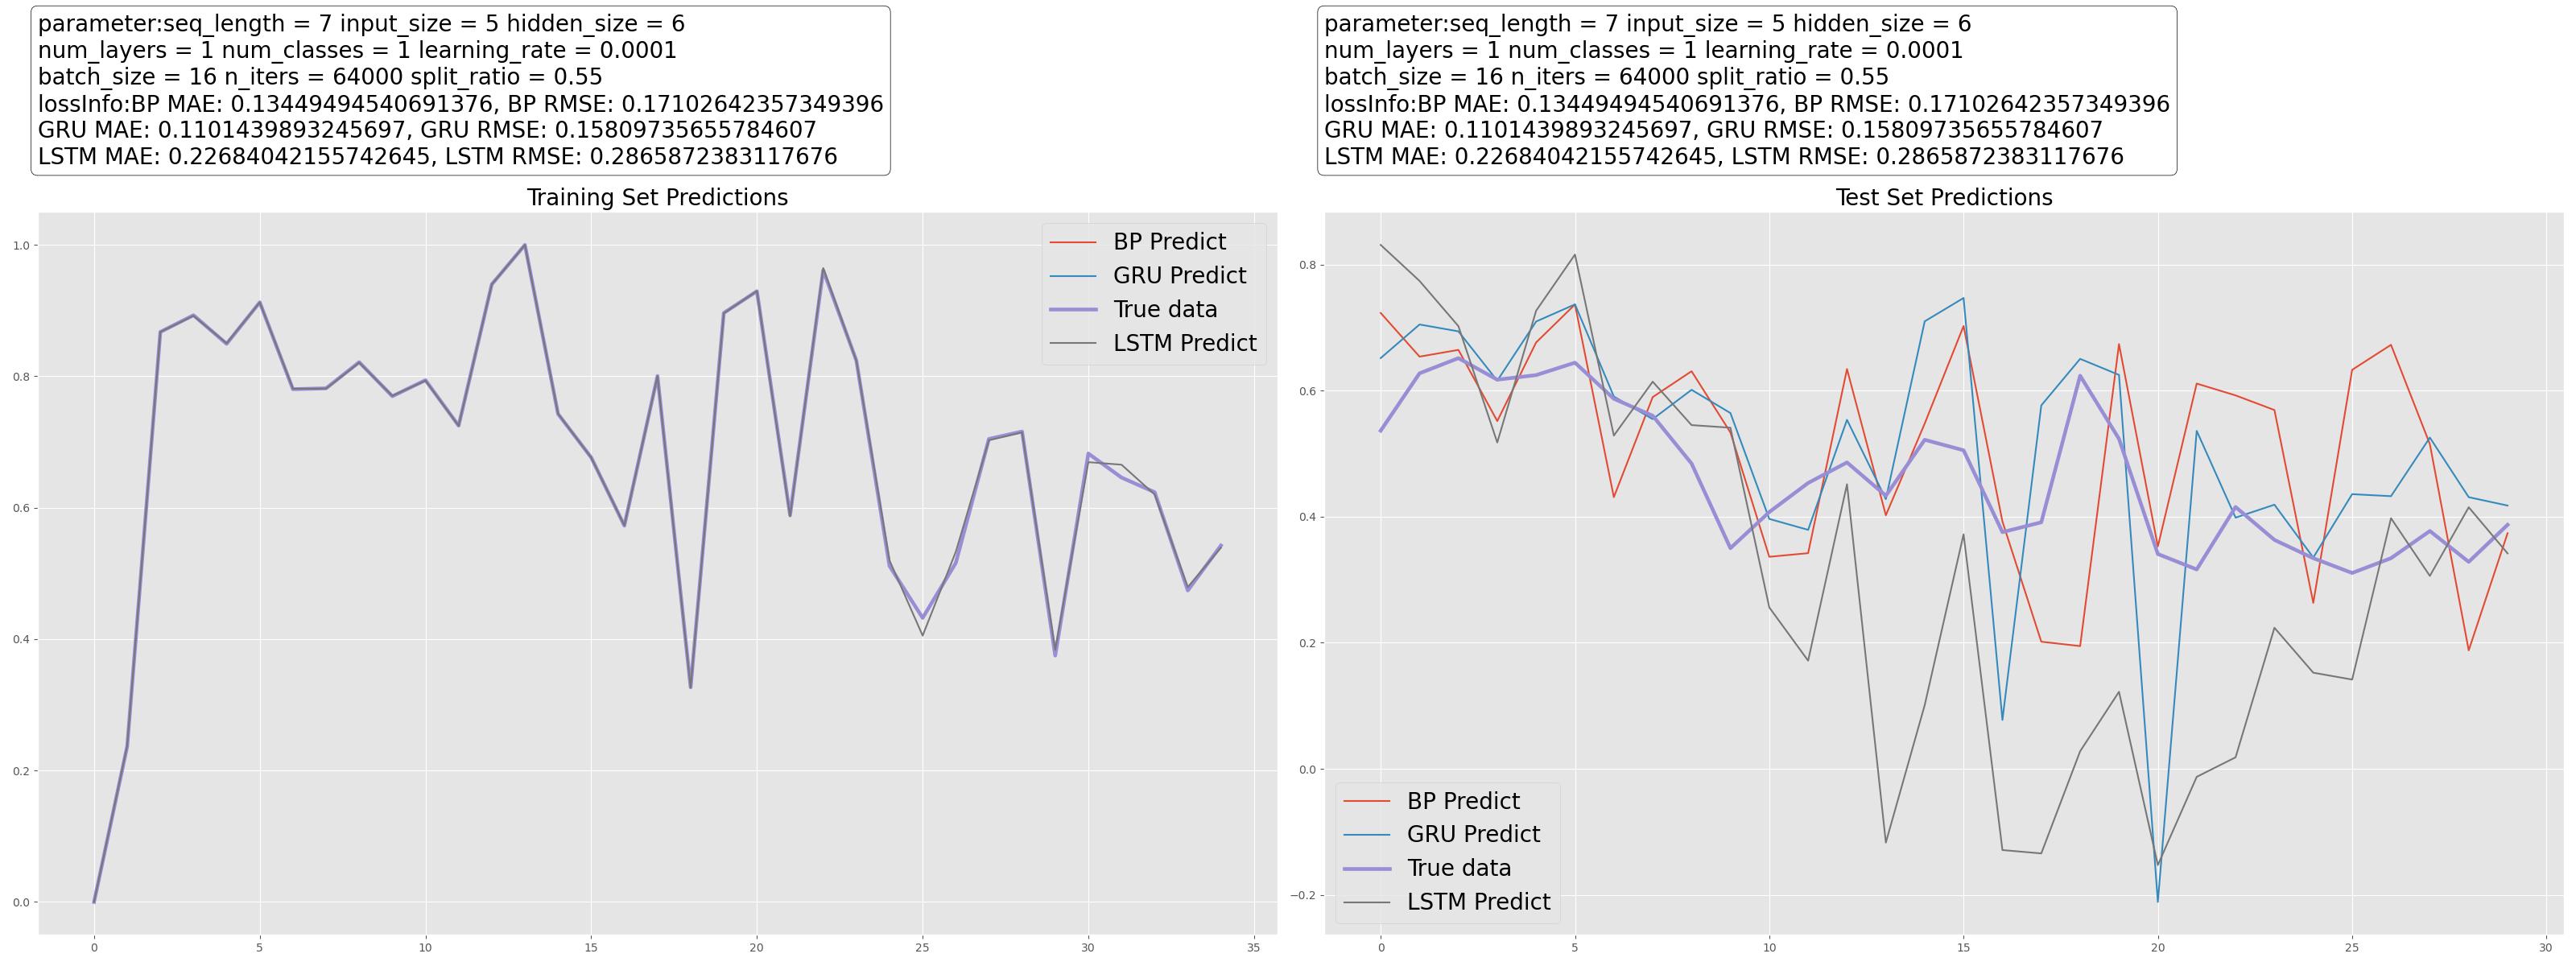 parameter:seq_length = 7 input_size = 5 hidden_size = 6
num_layers = 1 num_classes = 1 learning_rate = 0.0001
batch_size = 16 n_iters = 64000 split_ratio = 0.55
lossInfo:BP MAE: 0.13449494540691376, BP RMSE: 0.17102642357349396
GRU MAE: 0.1101439893245697, GRU RMSE: 0.15809735655784607
LSTM MAE: 0.22684042155742645, LSTM RMSE: 0.2865872383117676
Training Set Predictions
1.0
0.8
0.6
0.4
0.2
0.0
0 5 10 15 20 25 30 35
BP Predict
GRU Predict
True data
LSTM Predict
parameter:seq_length = 7 input_size = 5 hidden_size = 6
num_layers = 1 num_classes = 1 learning_rate = 0.0001
batch_size = 16 n_iters = 64000 split_ratio = 0.55
lossInfo:BP MAE: 0.13449494540691376, BP RMSE: 0.17102642357349396
GRU MAE: 0.1101439893245697, GRU RMSE: 0.15809735655784607
LSTM MAE: 0.22684042155742645, LSTM RMSE: 0.2865872383117676
Test Set Predictions
0.8
0.6
0.4
0.2
0.0
−0.2
0 5 10 15 20 25 30
BP Predict
GRU Predict
True data
LSTM Predict